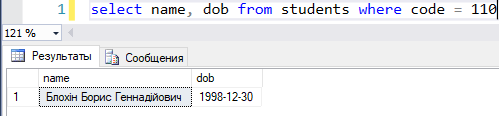 1 select name, dob from students where code = 110
121 %
Результаты Сообщения
name dob
1 Блохін Борис Геннадійович 1998-12-30